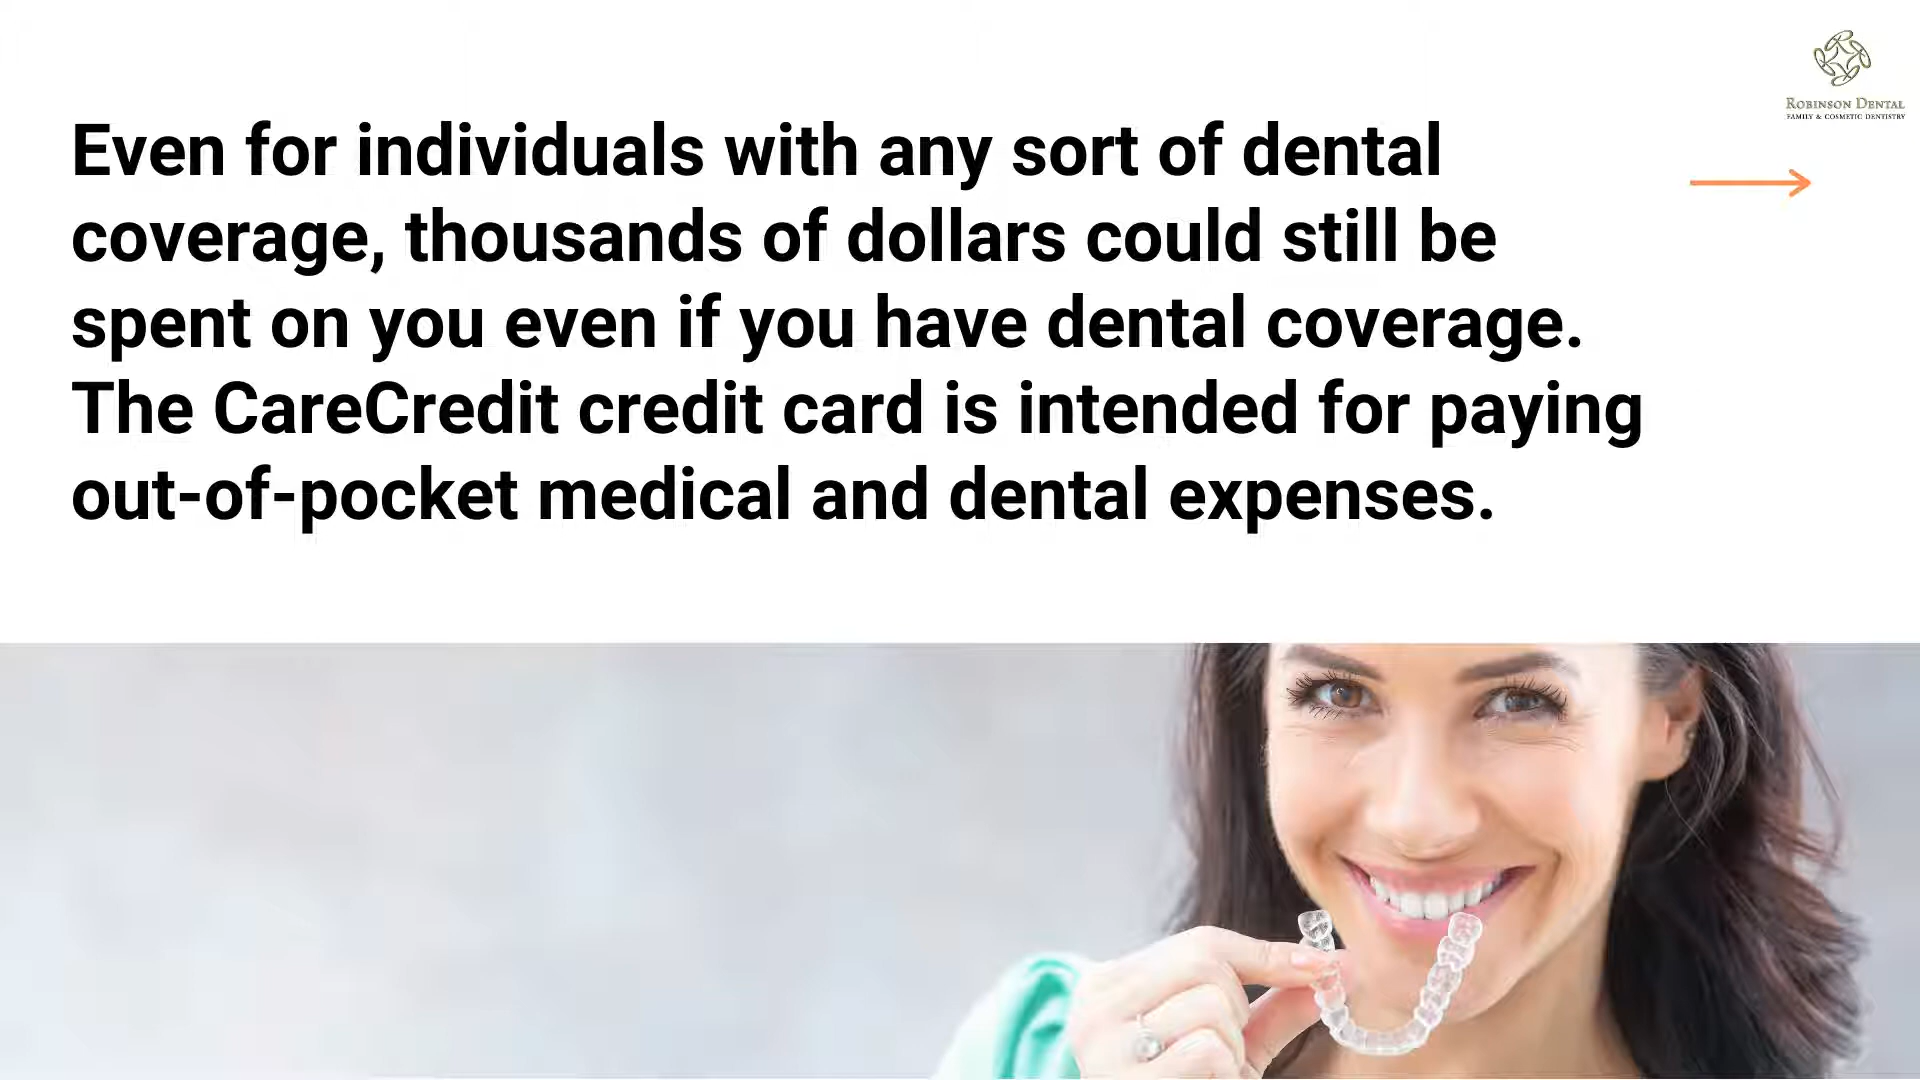 ROBINSON DENTAL
FAMILY & COSMETIC DENTISTRY
Even for individuals with any sort of dental
coverage, thousands of dollars could still be
spent on you even if you have dental coverage.
The CareCredit credit card is intended for paying
out-of-pocket medical and dental expenses.